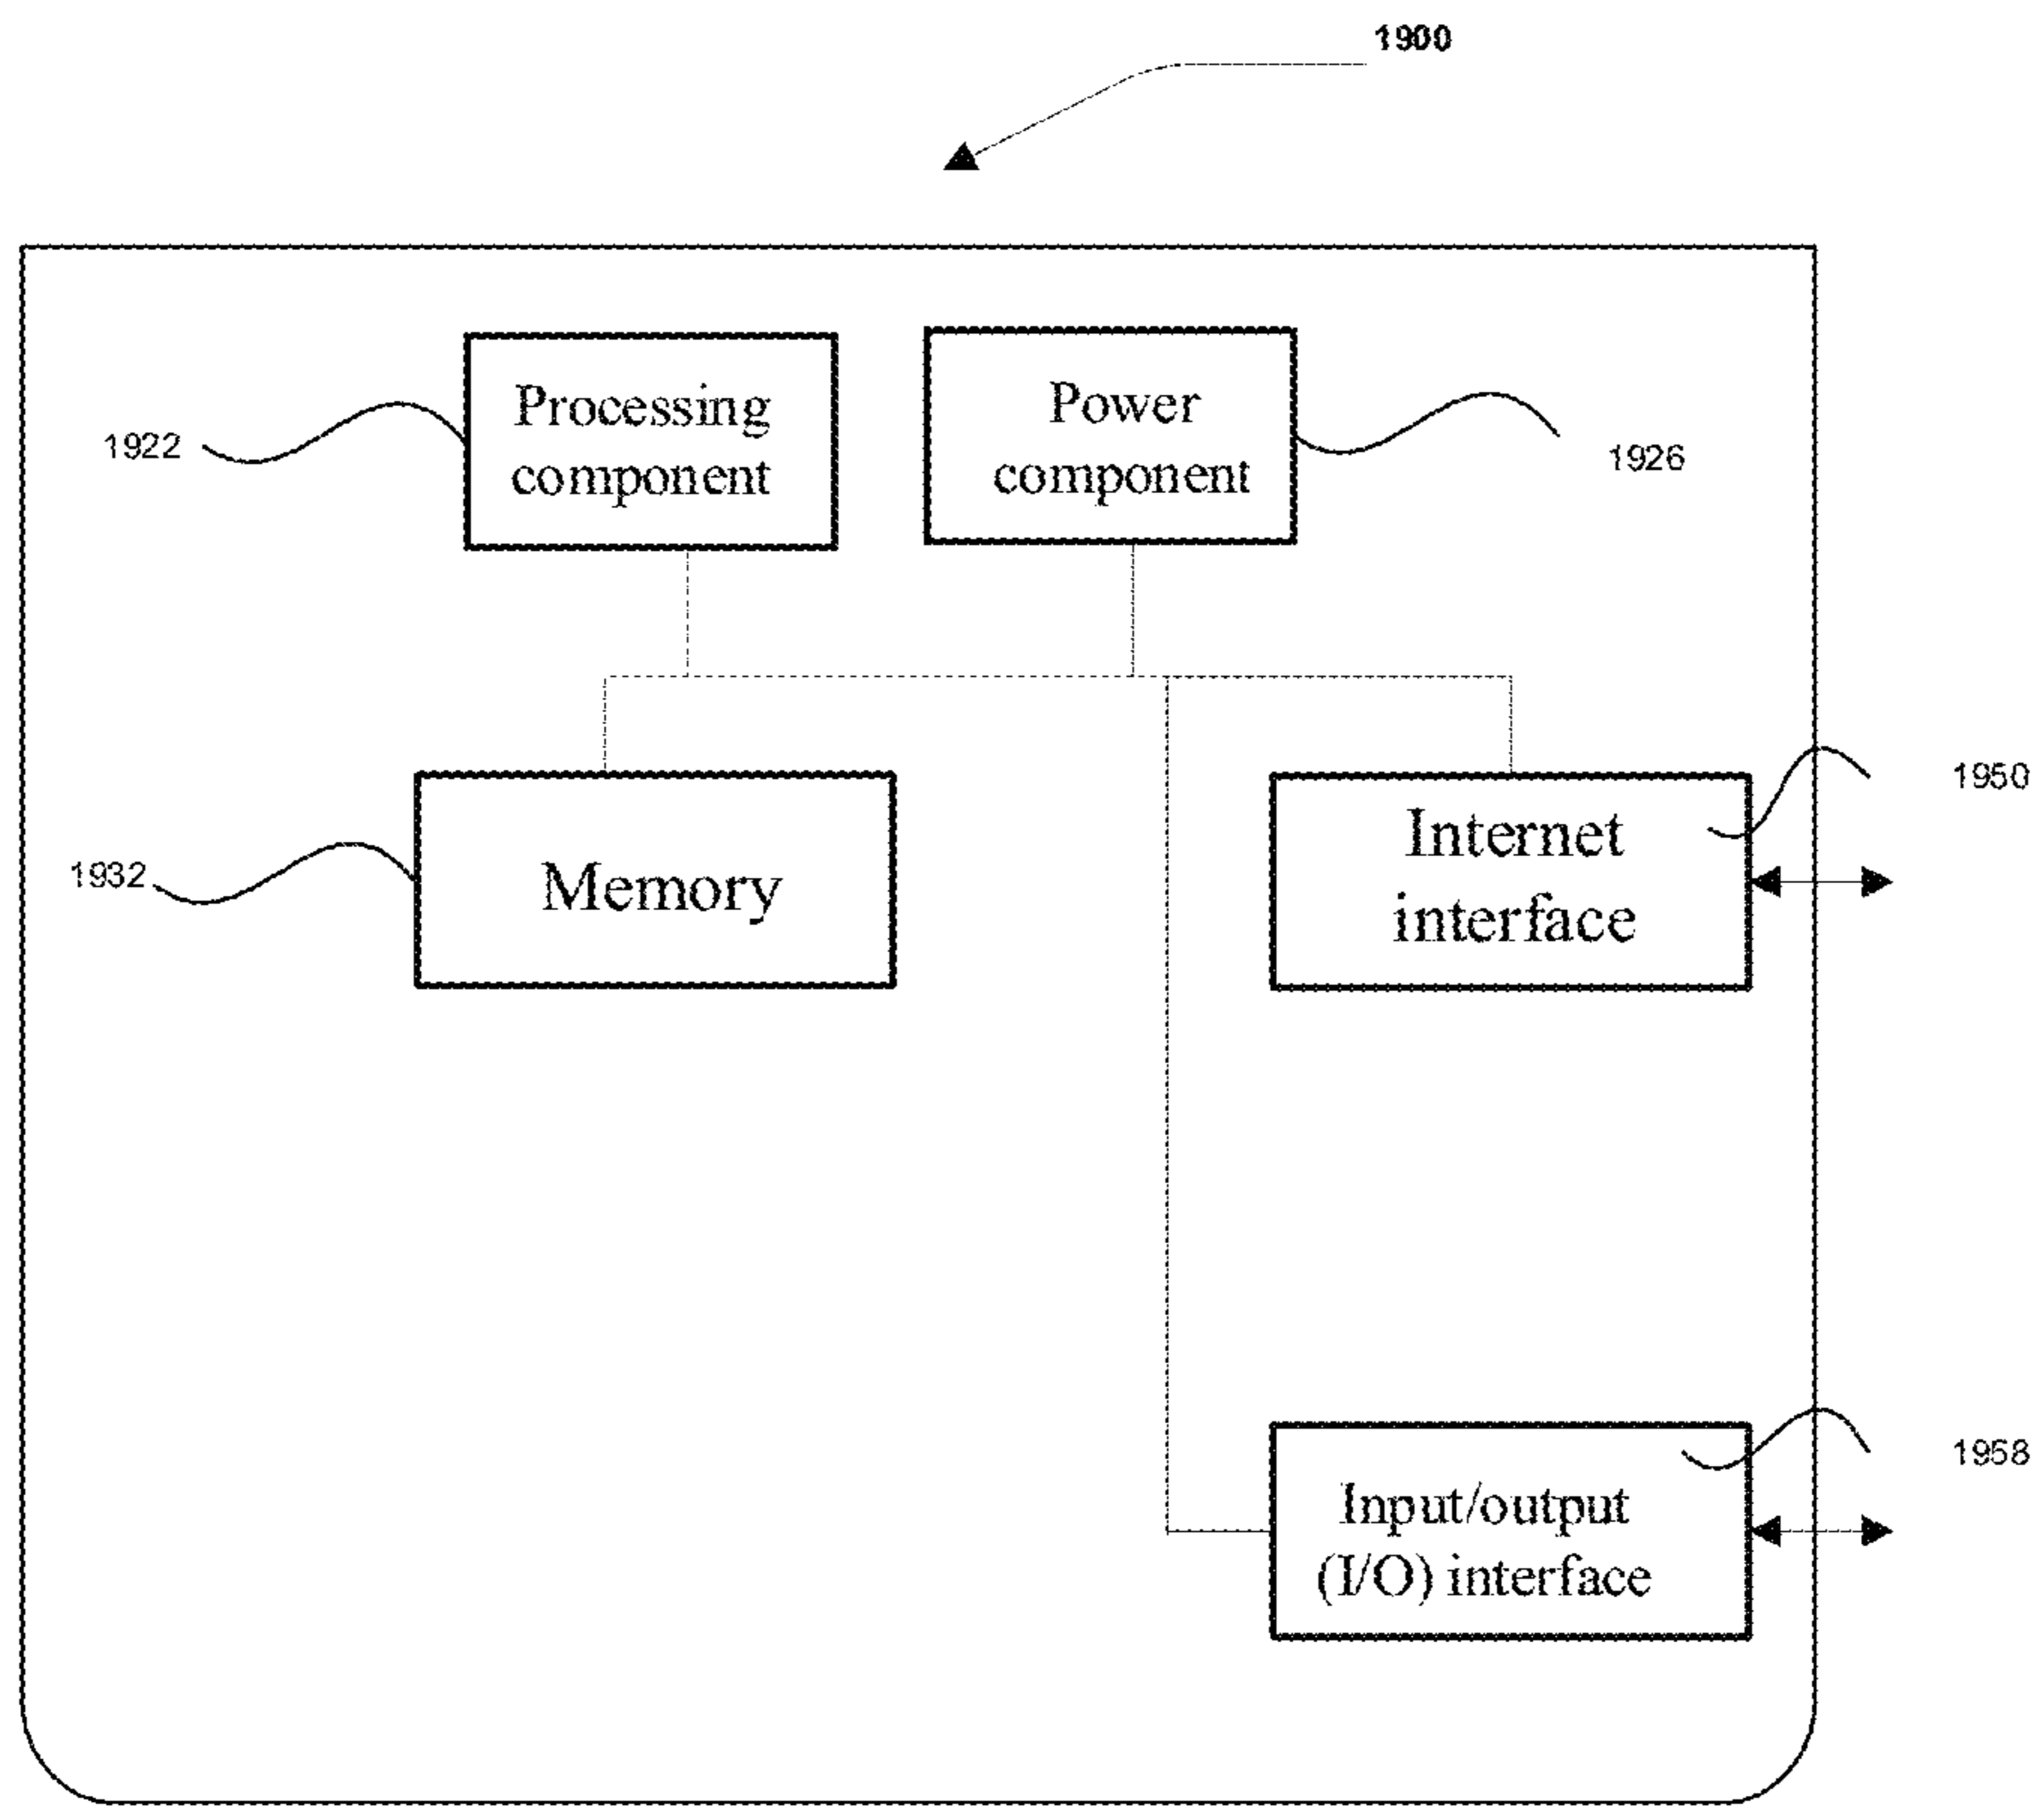 1900
Processing
component
Power
component
1922
1926
Memory
1932
Internet
interface
1950
Input/output
(I/O) interface
1958